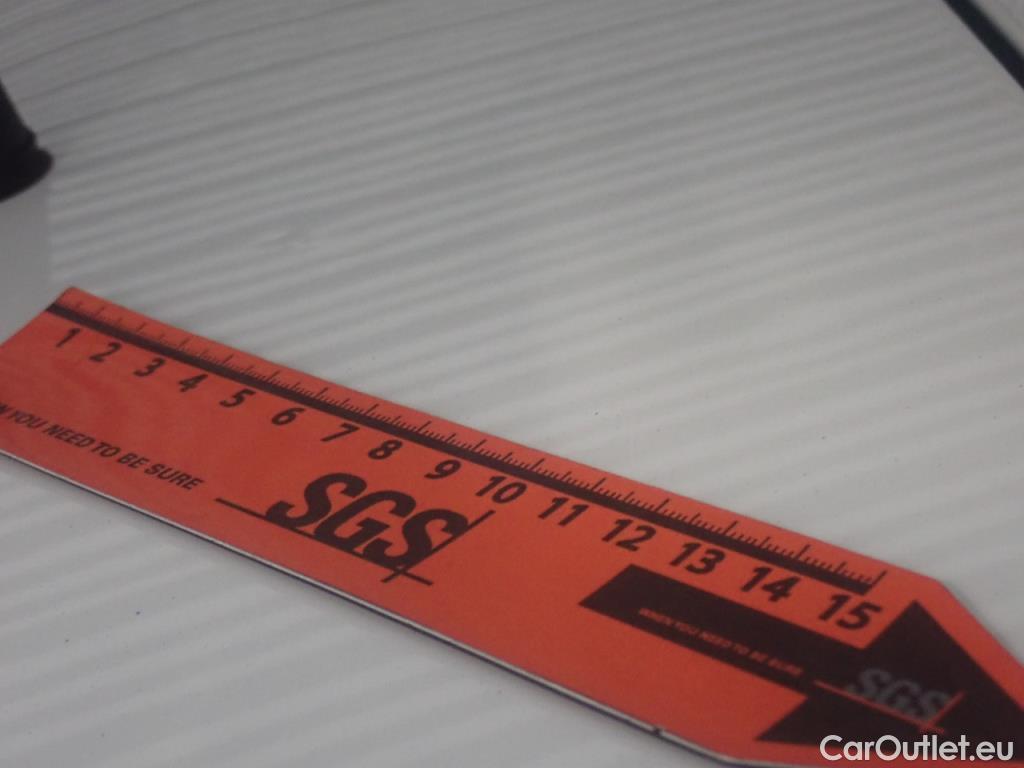 1 2 3 4 5 6 7 8 9 10 11 12 13 14 15
YOU NEED TO BE SURE
SGS
WHEN YOU NEED TO BE SURE
SGS
CarOutlet.eu